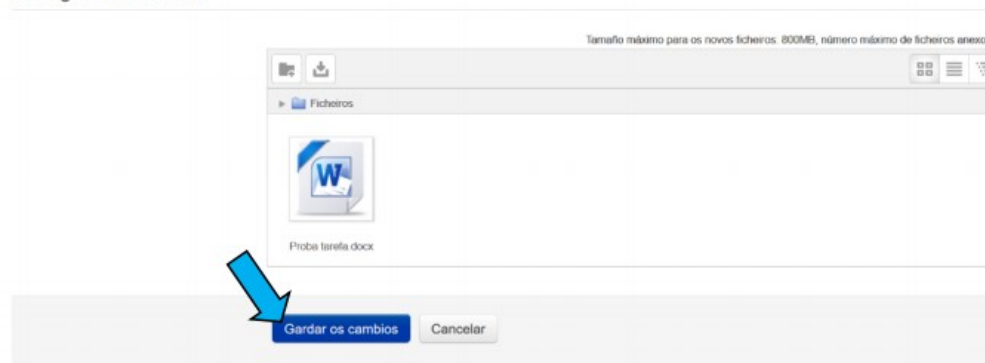 Tamaño máximo para os novos ficheiros: 800MB, número máximo de ficheiros anexo
Ficheiros
W
Proba tarefa.docx
Gardar os cambios
Cancelar